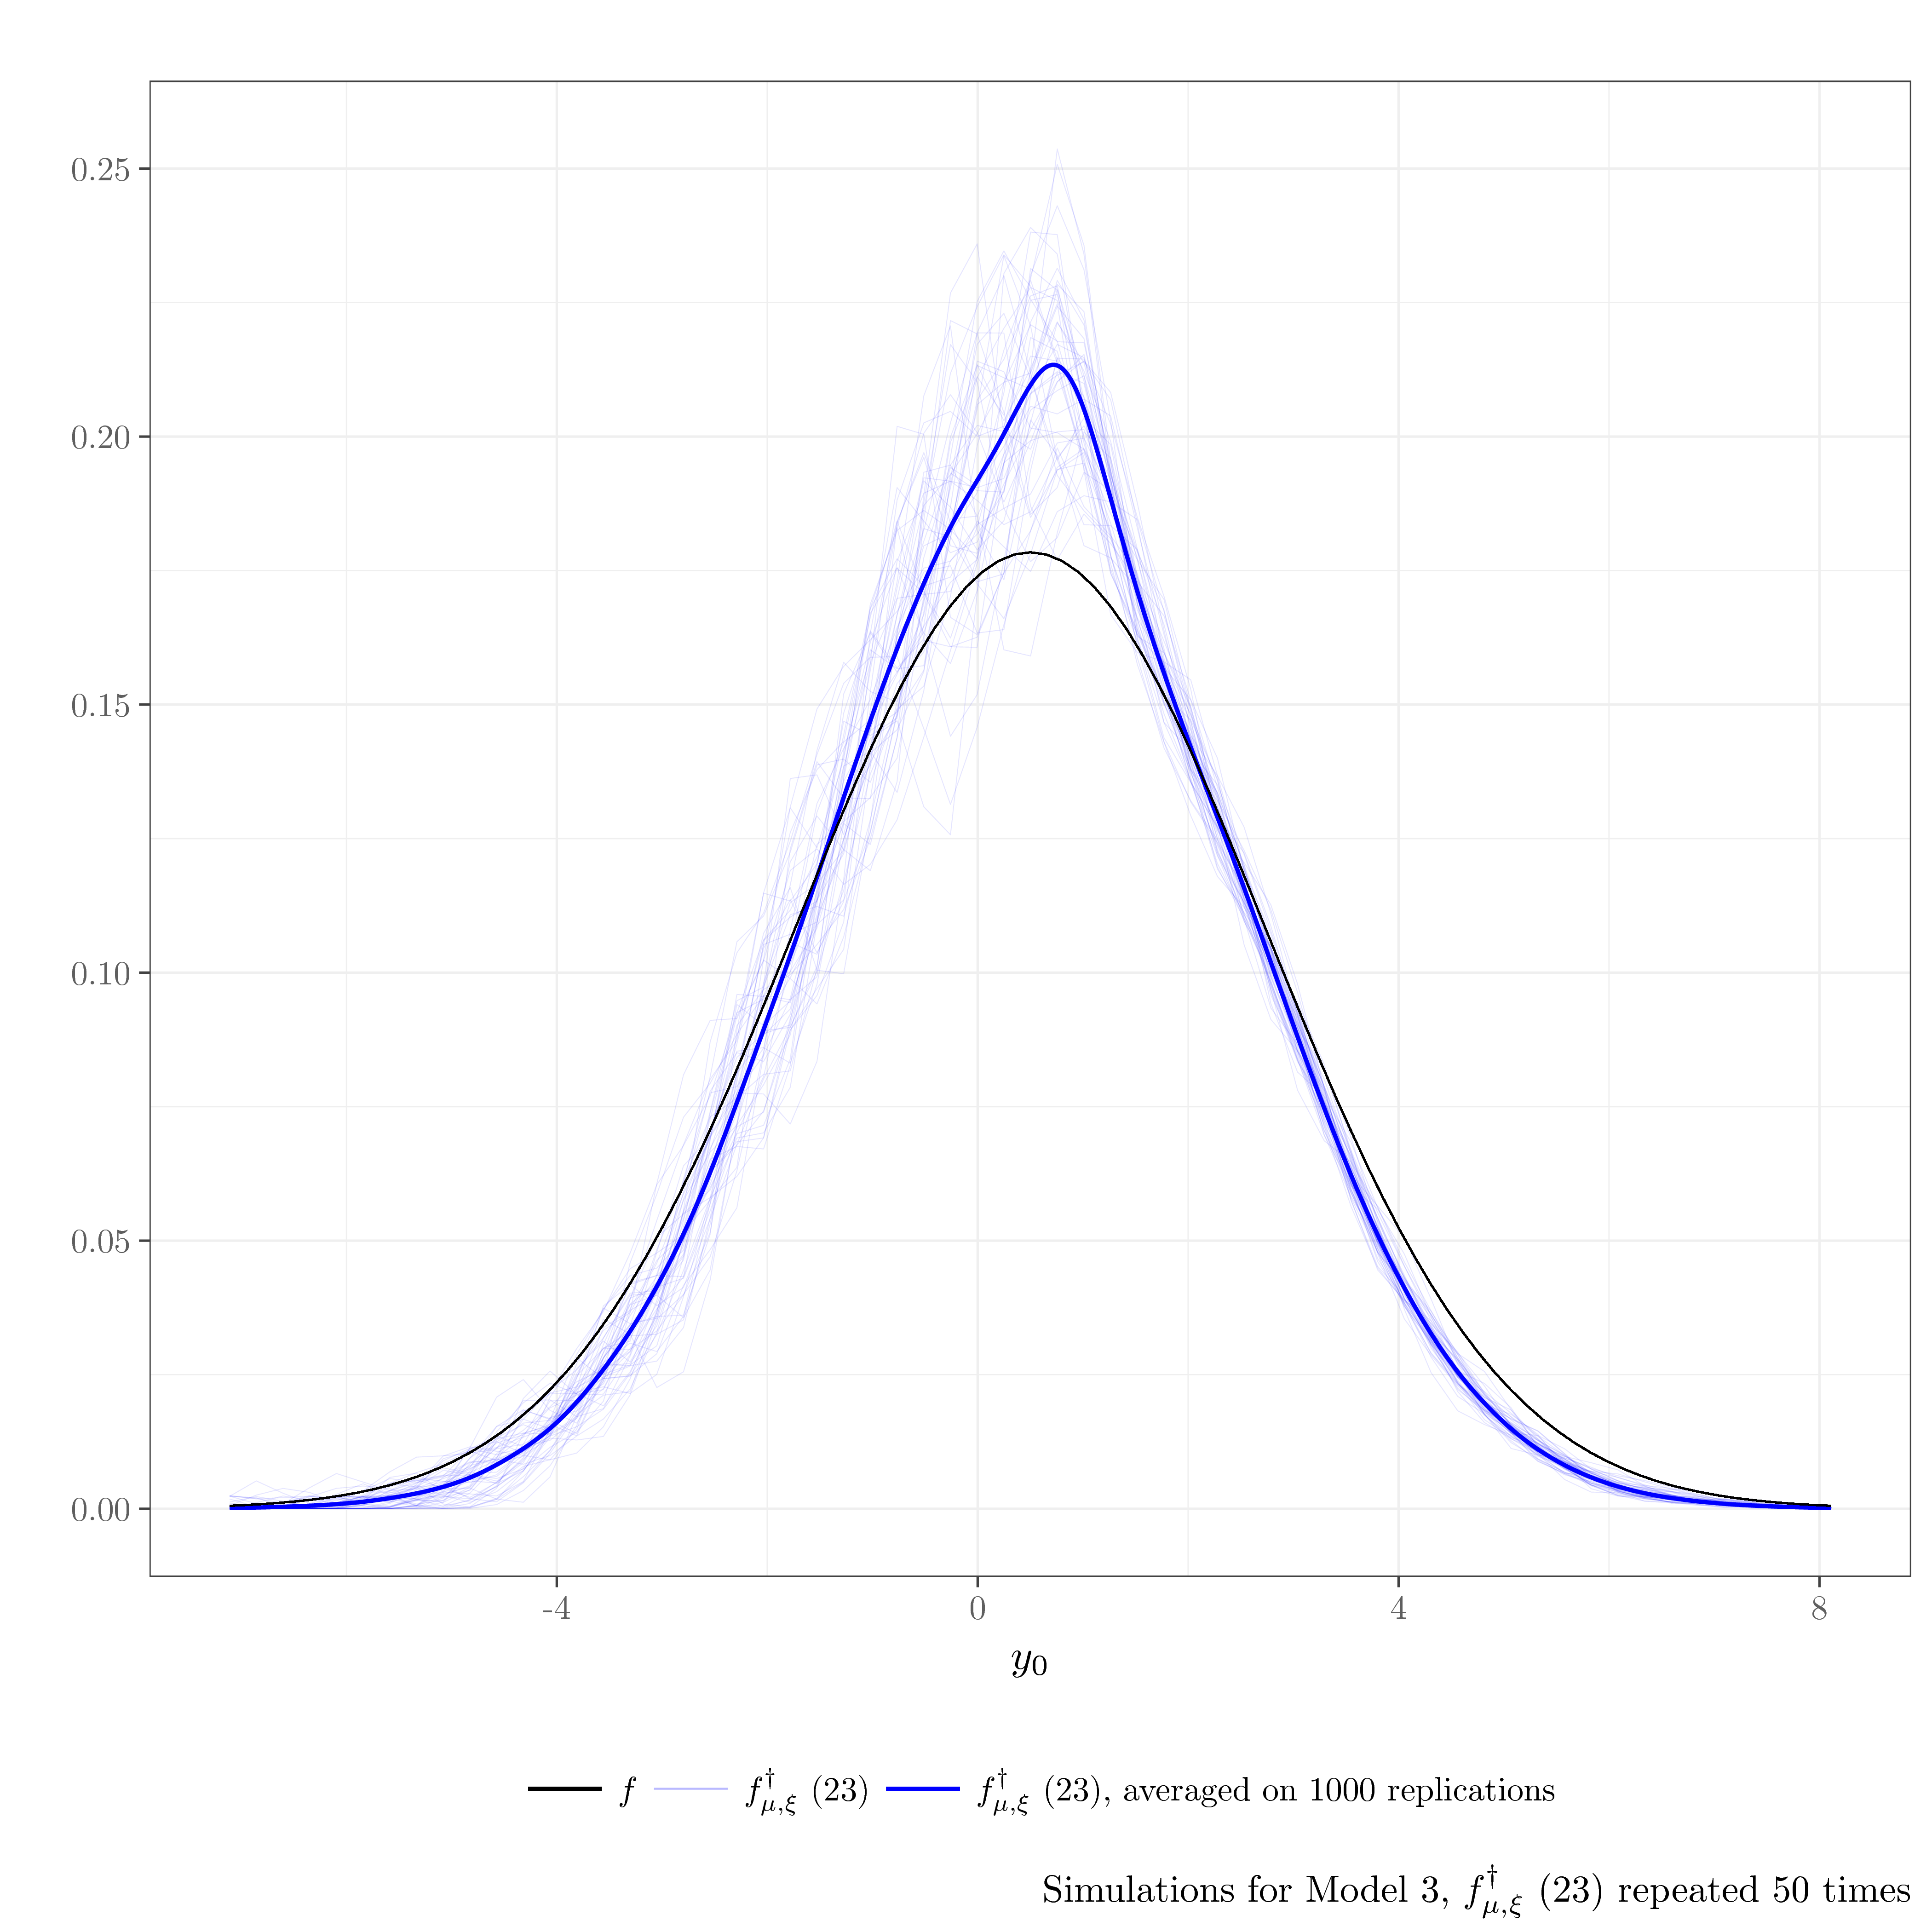 0.25
0.20
0.15
0.10
0.05
0.00
-4 0 4 8
y₀
f f†μ,ξ (23) f†μ,ξ (23), averaged on 1000 replications
Simulations for Model 3, f†μ,ξ (23) repeated 50 times